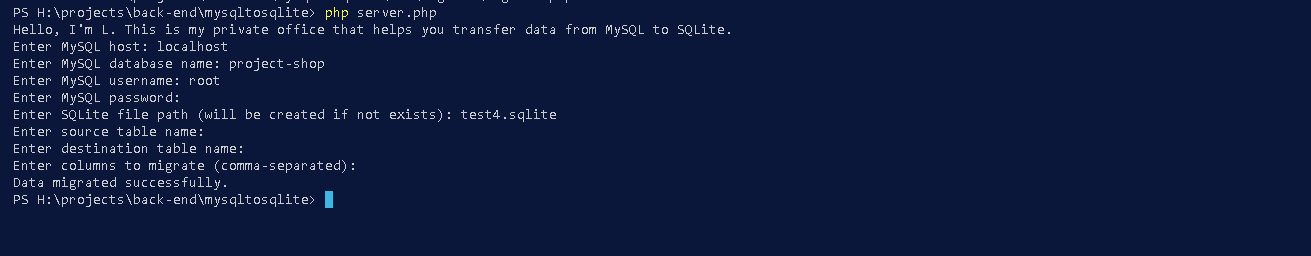 PS H:\projects\back-end\mysqltosqlite> php server.php
Hello, I'm L. This is my private office that helps you transfer data from MySQL to SQLite.
Enter MySQL host: localhost
Enter MySQL database name: project-shop
Enter MySQL username: root
Enter MySQL password:
Enter SQLite file path (will be created if not exists): test4.sqlite
Enter source table name:
Enter destination table name:
Enter columns to migrate (comma-separated):
Data migrated successfully.
PS H:\projects\back-end\mysqltosqlite>